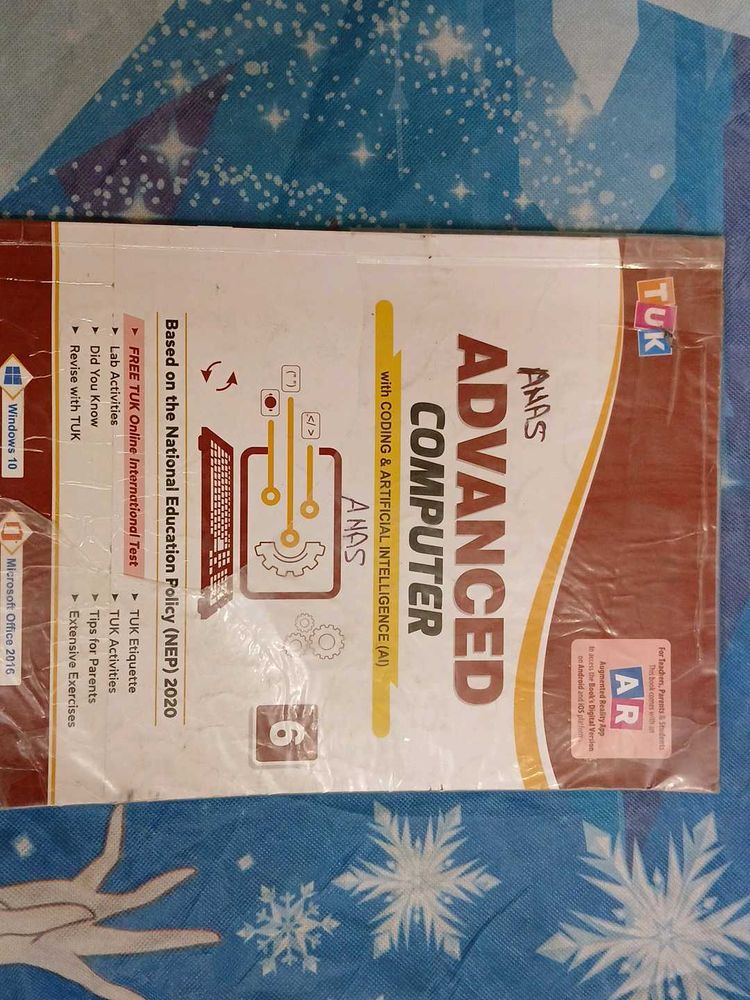 TUK
For Teachers, Parents & Students
This book comes with an
AR
Augmented Reality App
to access the Book's Digital Version
on Android and iOS platforms
ANAS
ADVANCED
COMPUTER
with CODING & ARTIFICIAL INTELLIGENCE (AI)
ANAS
</>
{"}
6
Based on the National Education Policy (NEP) 2020
➤ FREE TUK Online International Test
➤ Lab Activities
➤ Did You Know
➤ Revise with TUK
➤ TUK Etiquette
➤ TUK Activities
➤ Tips for Parents
➤ Extensive Exercises
Windows 10
Microsoft Office 2016